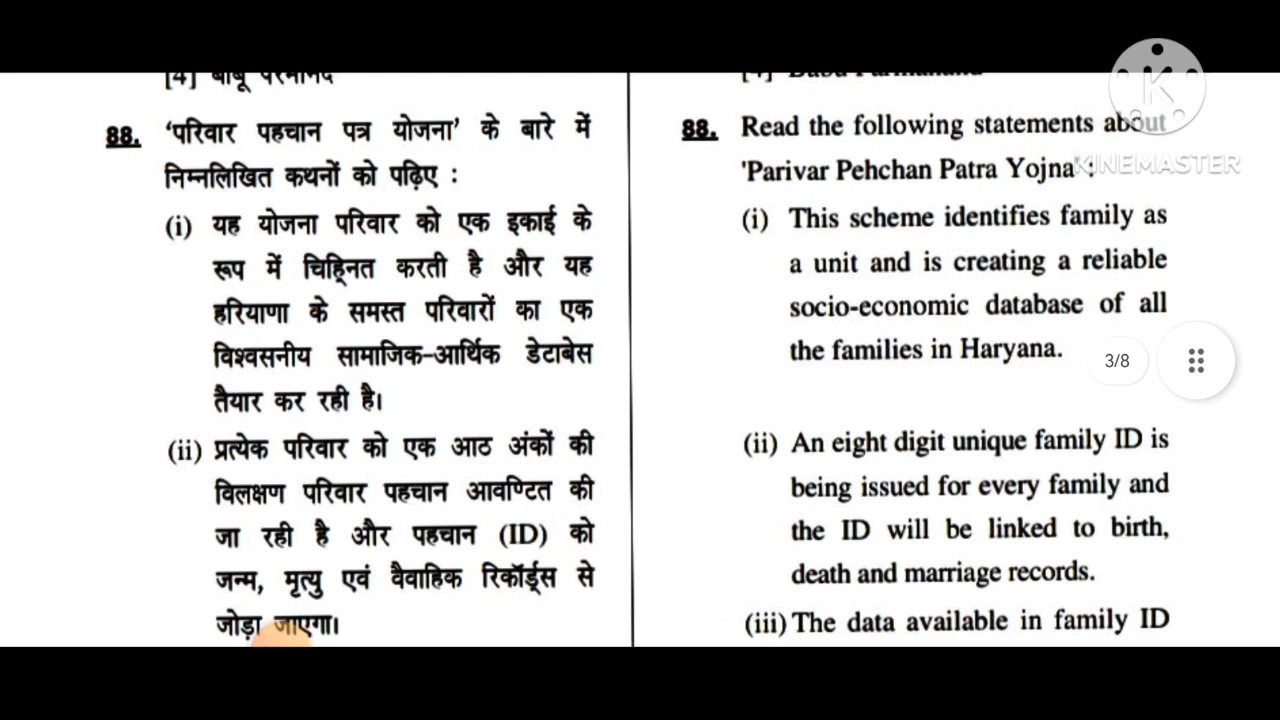 [4] बाबू परमानंद
88. 'परिवार पहचान पत्र योजना' के बारे में
निम्नलिखित कथनों को पढ़िए :
(i) यह योजना परिवार को एक इकाई के
रूप में चिह्नित करती है और यह
हरियाणा के समस्त परिवारों का एक
विश्वसनीय सामाजिक-आर्थिक डेटाबेस
तैयार कर रही है।
(ii) प्रत्येक परिवार को एक आठ अंकों की
विलक्षण परिवार पहचान आवण्टित की
जा रही है और पहचान (ID) को
जन्म, मृत्यु एवं वैवाहिक रिकॉर्ड्स से
जोड़ा जाएगा।
[4] Babu Parmanand
88. Read the following statements about
'Parivar Pehchan Patra Yojna' :
(i) This scheme identifies family as
a unit and is creating a reliable
socio-economic database of all
the families in Haryana.
(ii) An eight digit unique family ID is
being issued for every family and
the ID will be linked to birth,
death and marriage records.
(iii) The data available in family ID
3/8
K
KINEMASTER